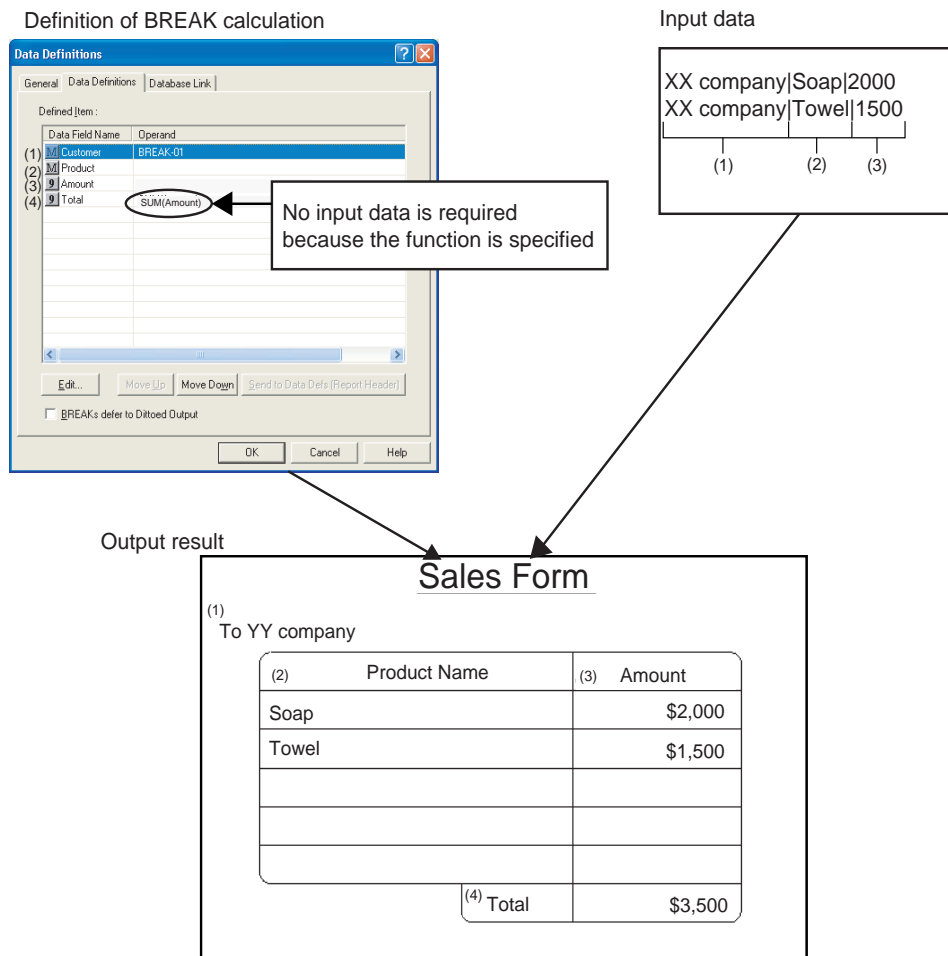 Definition of BREAK calculation
Data Definitions
General Data Definitions Database Link
Defined Item :
Data Field Name Operand
(1) M Customer BREAK-01
(2) M Product
(3) 9 Amount
(4) 9 Total SUM(Amount)
No input data is required
because the function is specified
Edit... Move Up Move Down Send to Data Defs (Report Header)
BREAKs defer to Dittoed Output
OK Cancel Help
Input data
XX company|Soap|2000
XX company|Towel|1500
(1) (2) (3)
Output result
Sales Form
(1)
To YY company
(2) Product Name (3) Amount
Soap $2,000
Towel $1,500
(4) Total $3,500